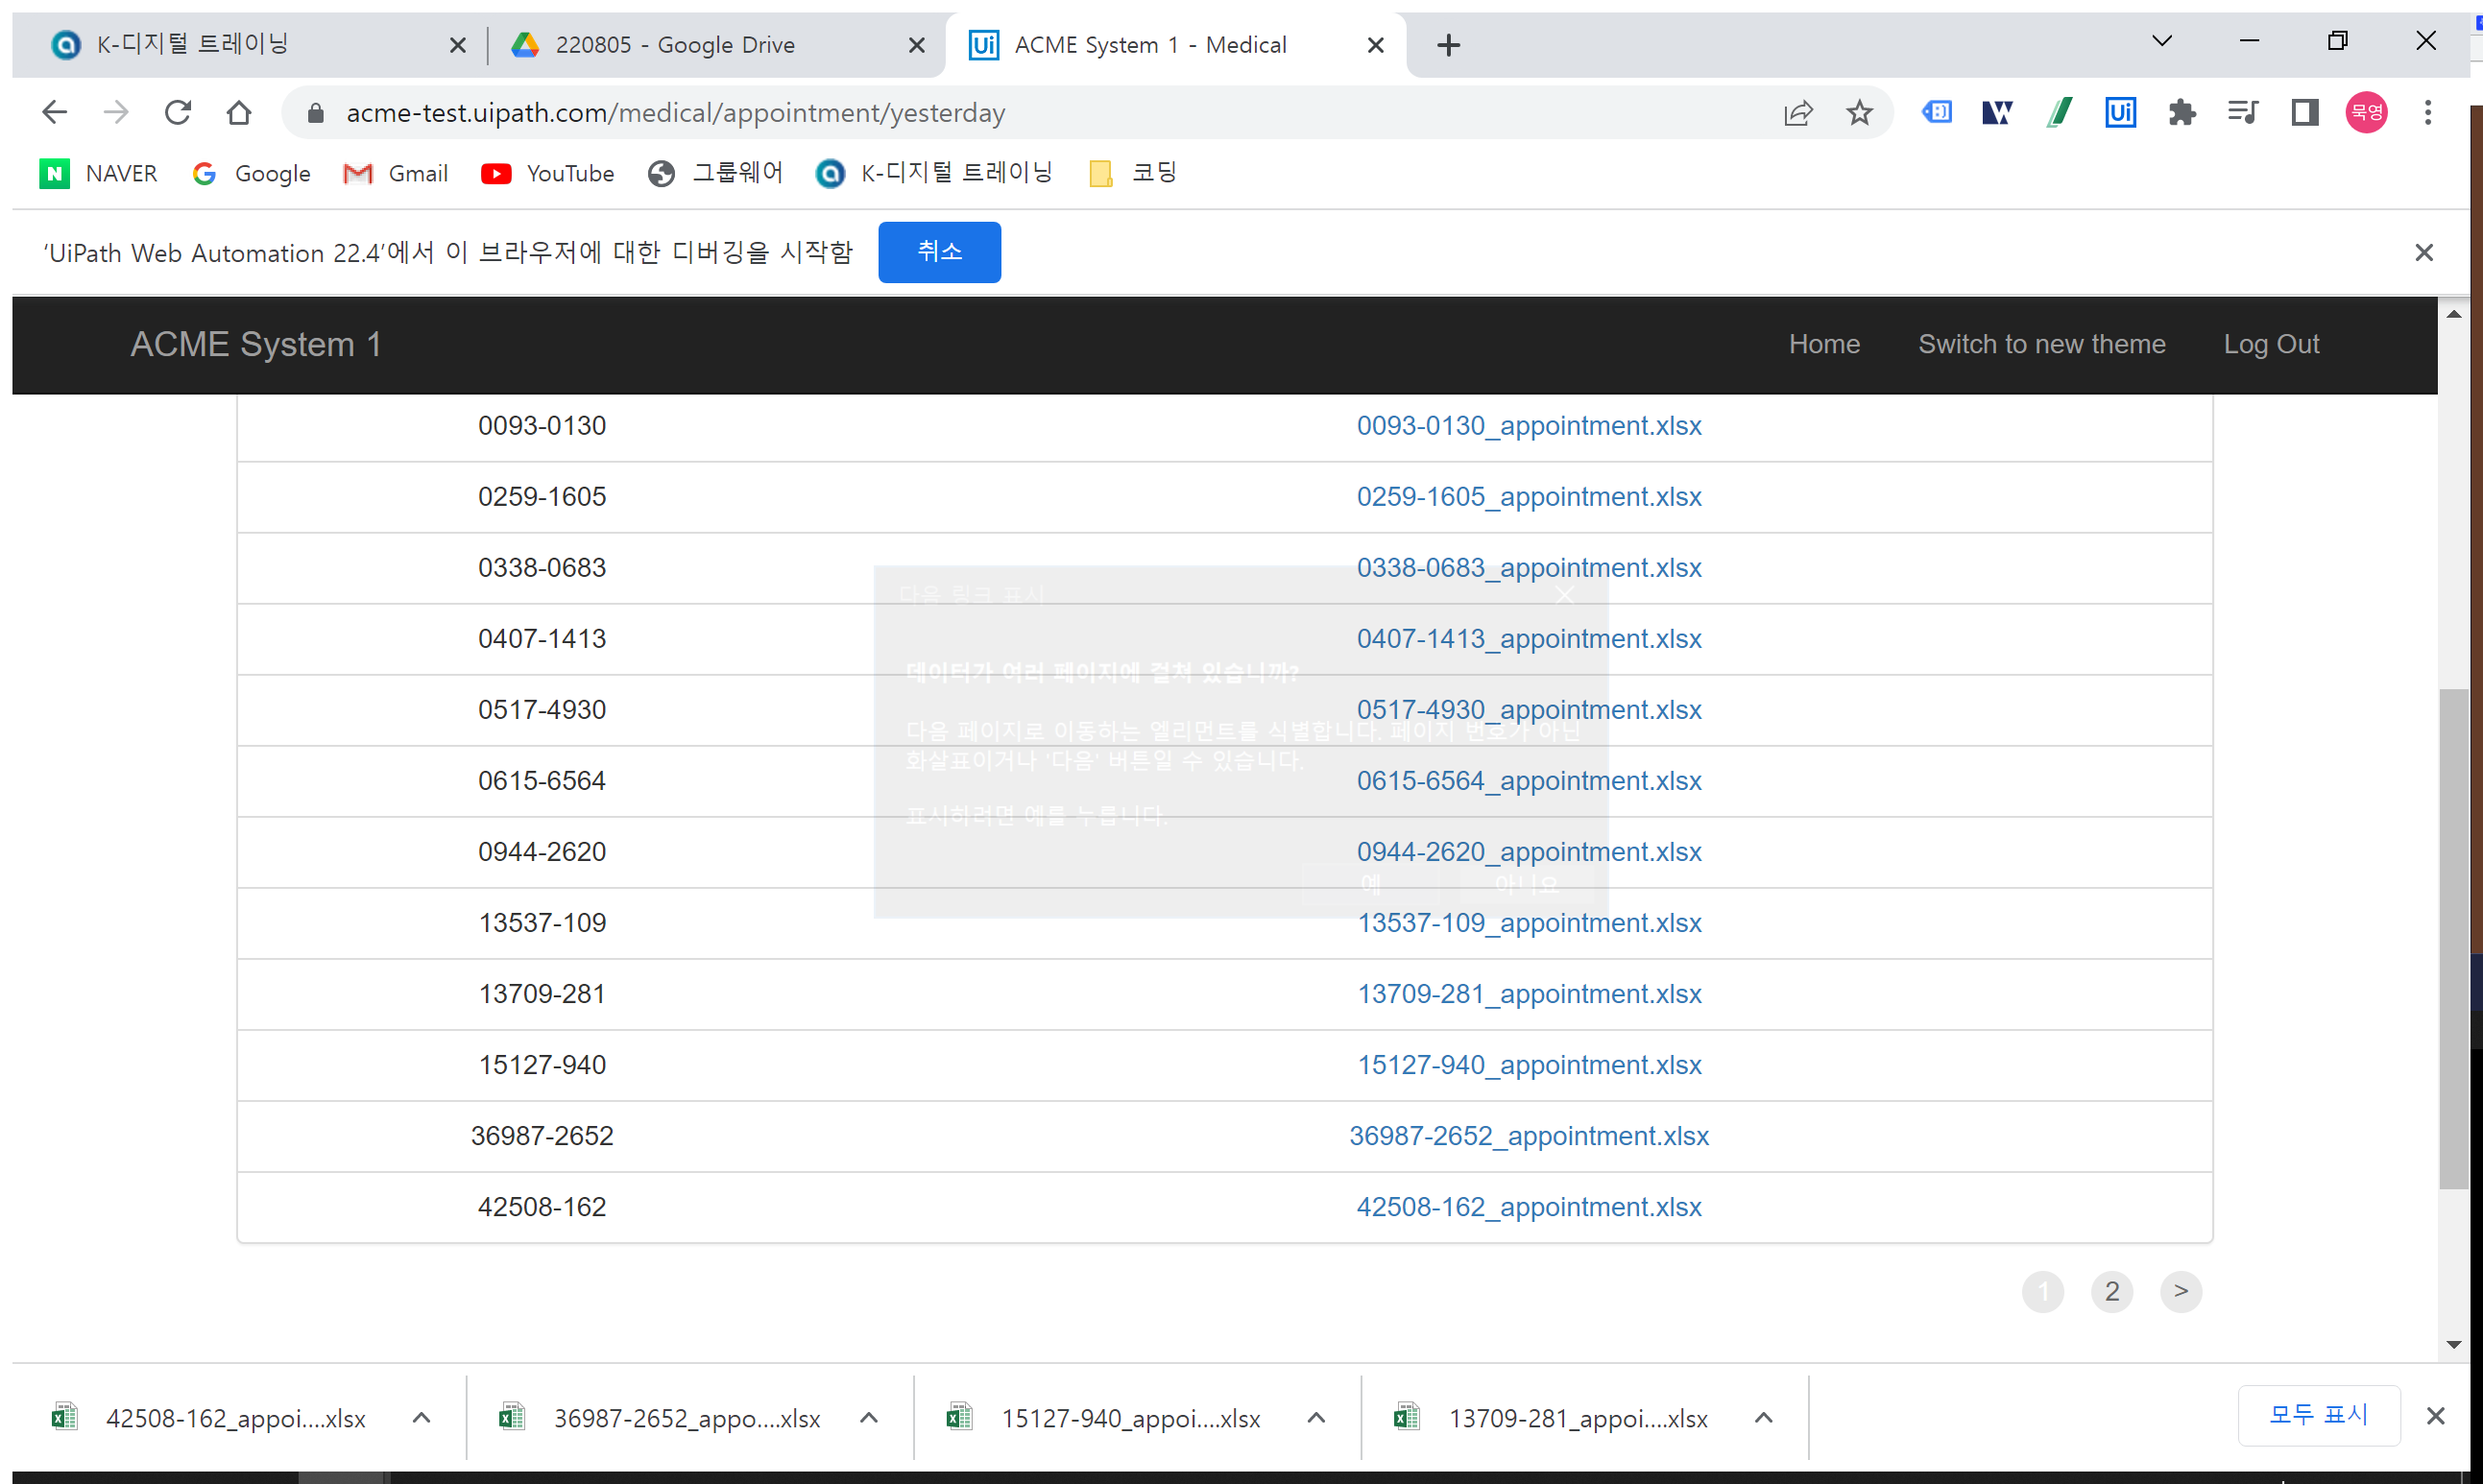 K-디지털 트레이닝
220805 - Google Drive
ACME System 1 - Medical
acme-test.uipath.com/medical/appointment/yesterday
묵영
NAVER
Google
Gmail
YouTube
그룹웨어
K-디지털 트레이닝
코딩
'UiPath Web Automation 22.4'에서 이 브라우저에 대한 디버깅을 시작함
취소
ACME System 1
Home
Switch to new theme
Log Out
0093-0130 0093-0130_appointment.xlsx
0259-1605 0259-1605_appointment.xlsx
0338-0683 0338-0683_appointment.xlsx
다음 링크 표시
0407-1413 0407-1413_appointment.xlsx
데이터가 여러 페이지에 걸쳐 있습니까?
0517-4930 0517-4930_appointment.xlsx
다음 페이지로 이동하는 엘리먼트를 식별합니다. 페이지 번호가 아닌
화살표이거나 '다음' 버튼일 수 있습니다.
0615-6564 0615-6564_appointment.xlsx
표시하려면 예를 누릅니다.
0944-2620 0944-2620_appointment.xlsx
예 아니요
13537-109 13537-109_appointment.xlsx
13709-281 13709-281_appointment.xlsx
15127-940 15127-940_appointment.xlsx
36987-2652 36987-2652_appointment.xlsx
42508-162 42508-162_appointment.xlsx
1 2 >
42508-162_appoi....xlsx
36987-2652_appo....xlsx
15127-940_appoi....xlsx
13709-281_appoi....xlsx
모두 표시